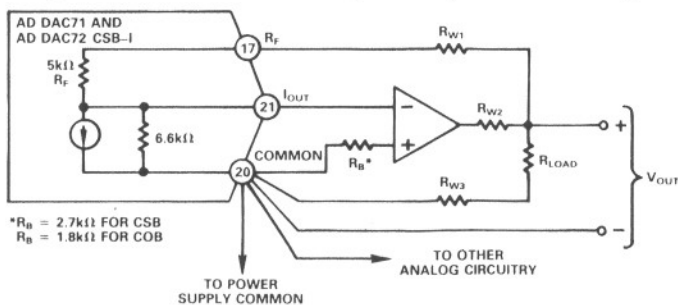 AD DAC71 AND
AD DAC72 CSB–I
17
RF
RW1
5kΩ
RF
21
IOUT
−
RW2
+
6.6kΩ
+
COMMON
RB*
RLOAD
VOUT
20
RW3
−
*RB = 2.7kΩ FOR CSB
RB = 1.8kΩ FOR COB
TO OTHER
ANALOG CIRCUITRY
TO POWER
SUPPLY COMMON